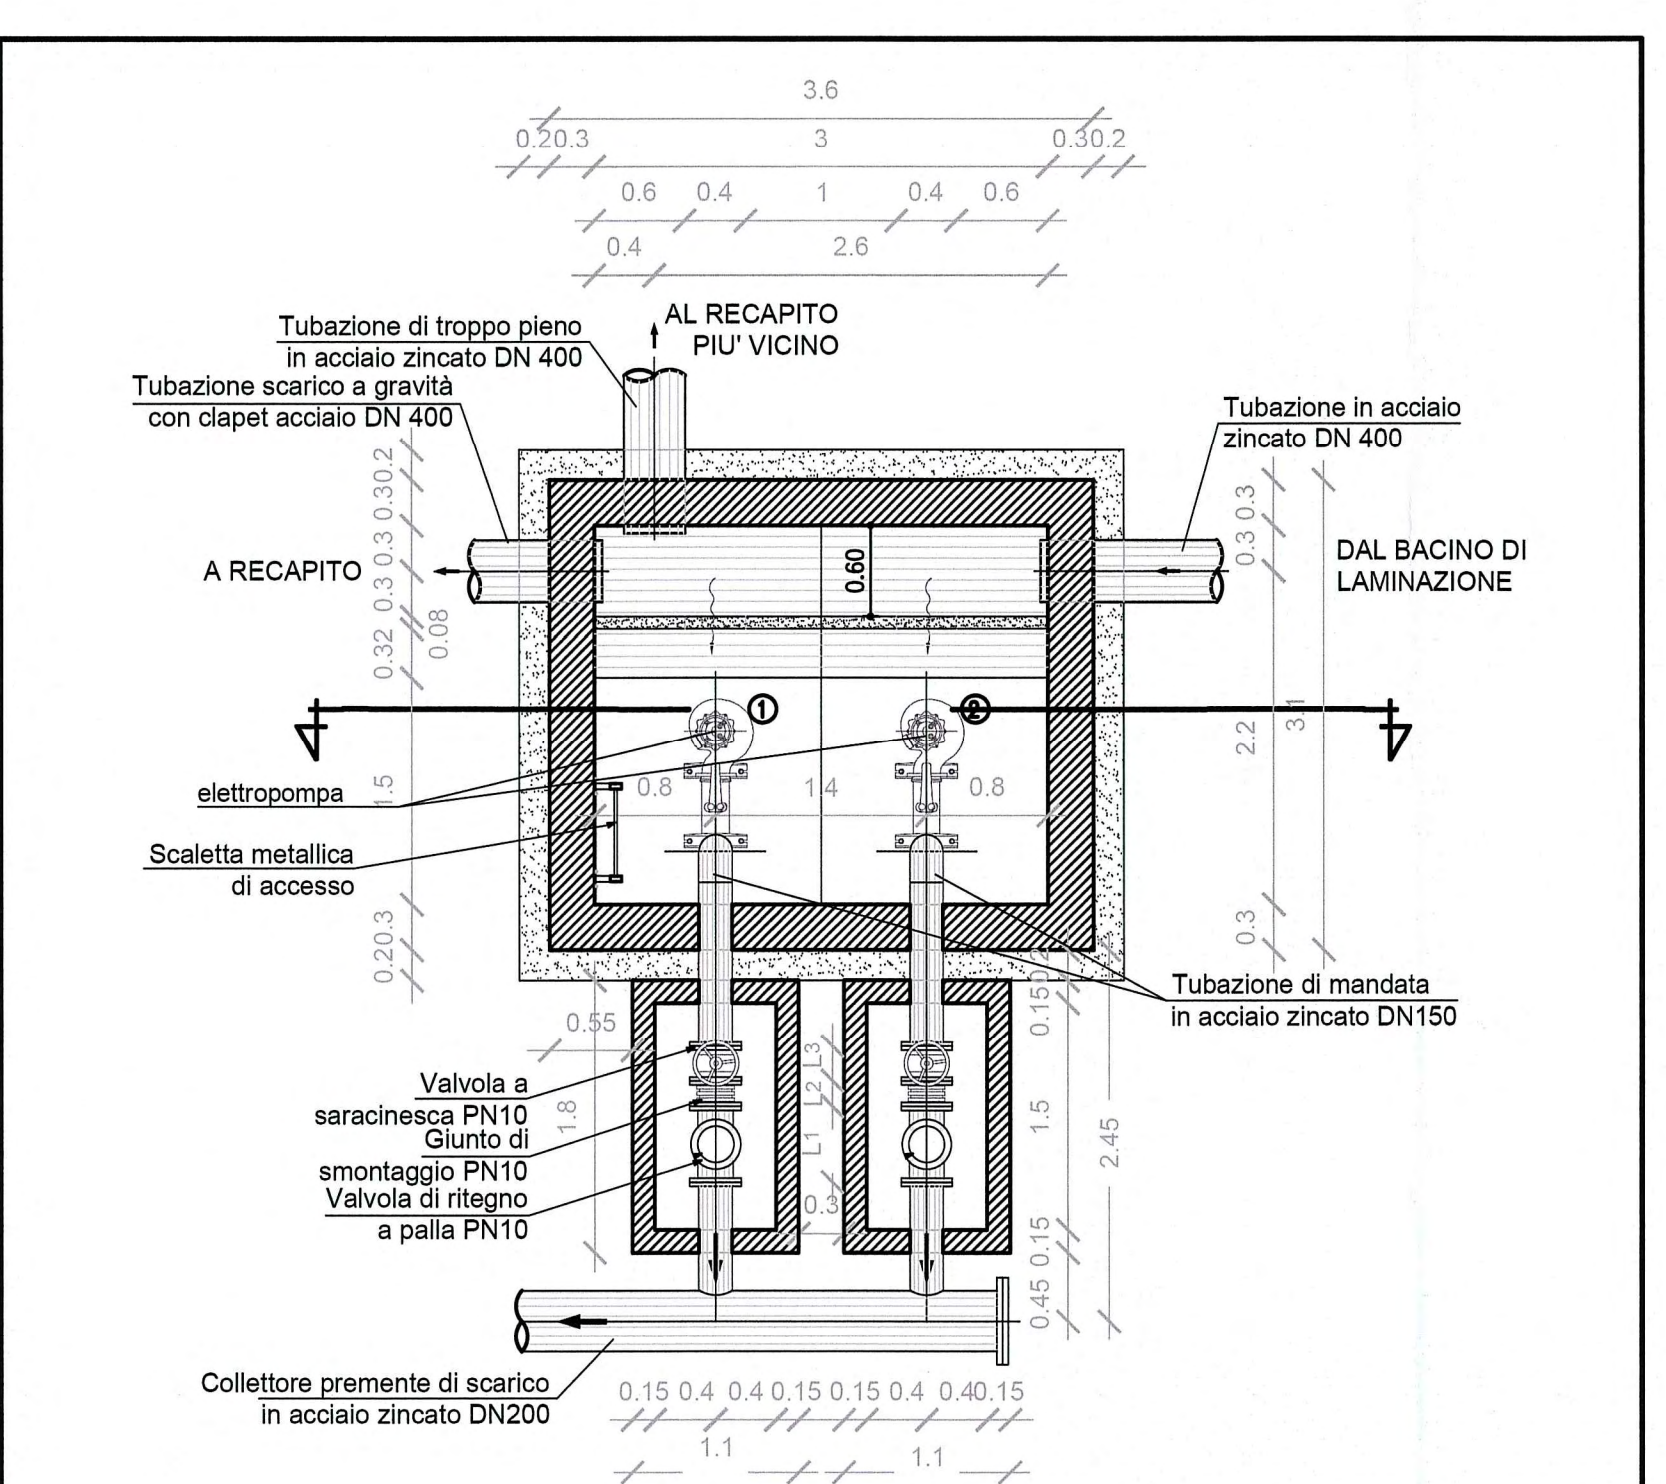 3.6
0.2 0.3 3 0.3 0.2
0.6 0.4 1 0.4 0.6
0.4 2.6
AL RECAPITO
PIU' VICINO
Tubazione di troppo pieno
in acciaio zincato DN 400
Tubazione scarico a gravità
con clapet acciaio DN 400
Tubazione in acciaio
zincato DN 400
0.2
0.3
0.3
0.3
0.08
0.32
1.5
0.3
0.2
A RECAPITO
0.60
0.3
0.3
DAL BACINO DI
LAMINAZIONE
1
2
2.2
3.1
0.3
elettropompa
0.8 1.4 0.8
Scaletta metallica
di accesso
Tubazione di mandata
in acciaio zincato DN150
0.2
0.15
1.5
0.15
0.45
2.45
0.55
1.8
L3
L2
L1
0.3
Valvola a
saracinesca PN10
Giunto di
smontaggio PN10
Valvola di ritegno
a palla PN10
Collettore premente di scarico
in acciaio zincato DN200
0.15 0.4 0.4 0.15 0.15 0.4 0.4 0.15
1.1 1.1